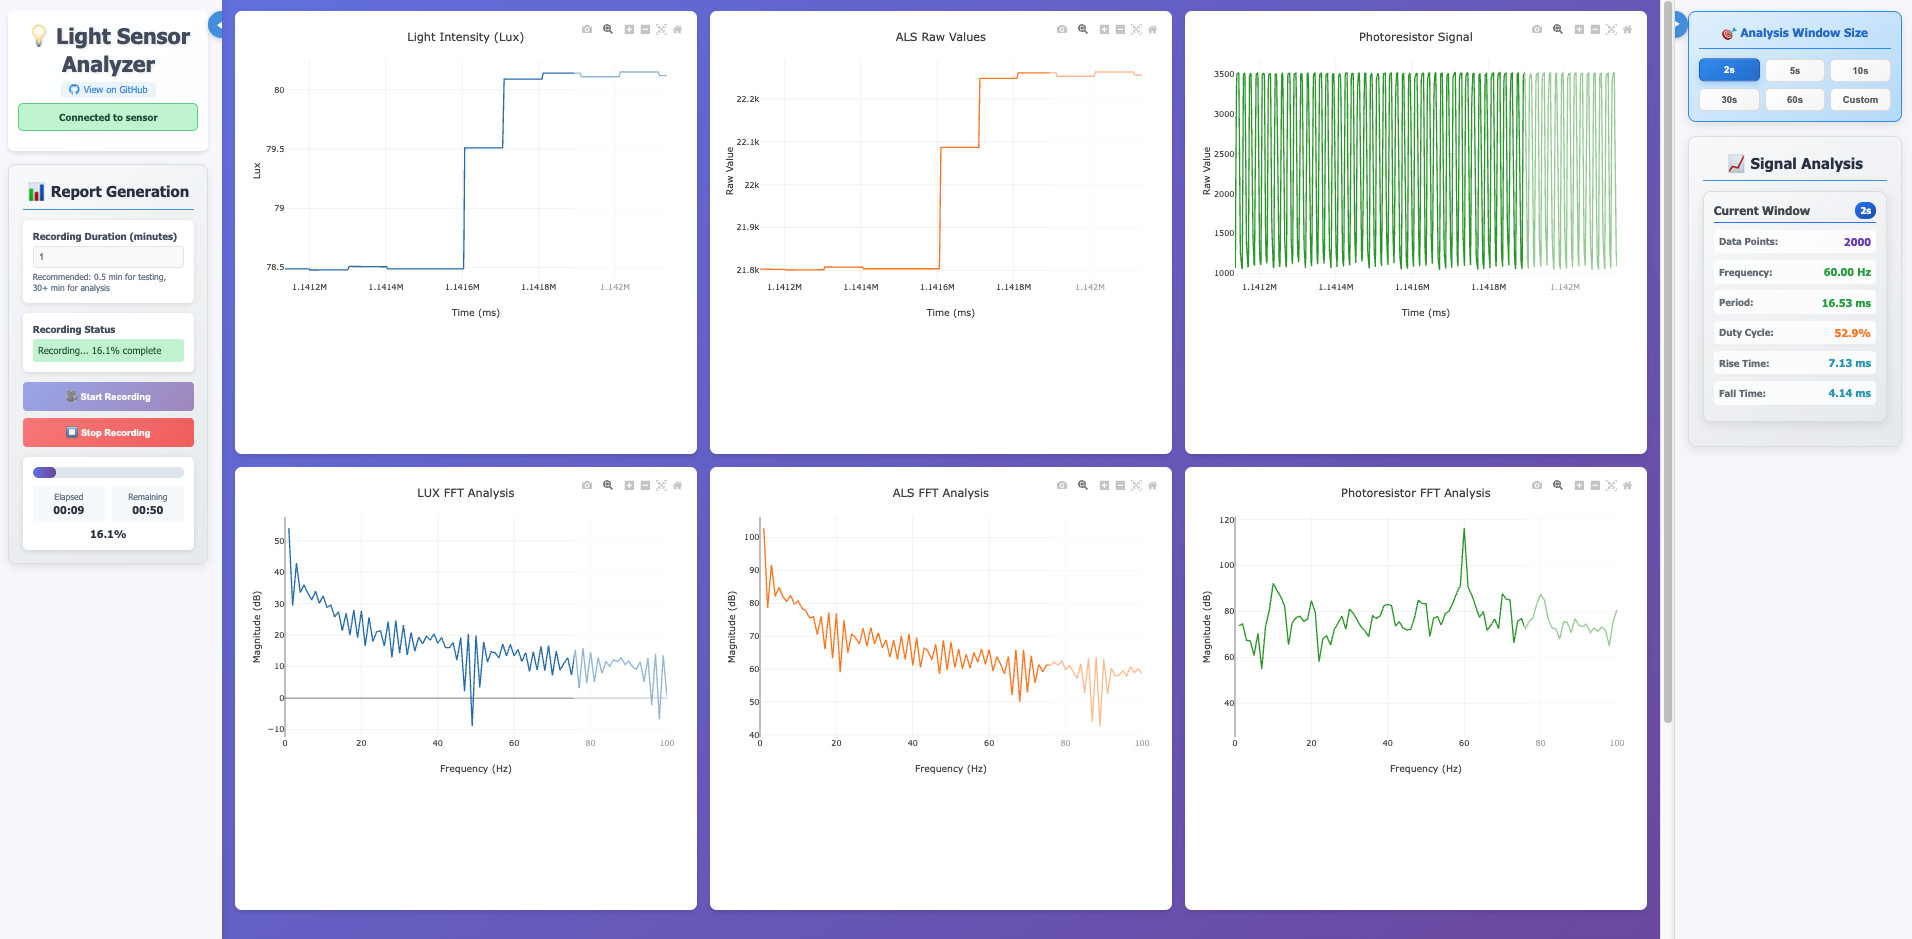 Light Sensor
Analyzer
View on GitHub
Connected to sensor
Report Generation
Recording Duration (minutes)
1
Recommended: 0.5 min for testing,
30+ min for analysis
Recording Status
Recording... 16.1% complete
Start Recording
Stop Recording
Elapsed
00:09
Remaining
00:50
16.1%
Light Intensity (Lux)
Lux
80
79.5
79
78.5
1.1412M 1.1414M 1.1416M 1.1418M 1.142M
Time (ms)
ALS Raw Values
Raw Value
22.2k
22.1k
22k
21.9k
21.8k
1.1412M 1.1414M 1.1416M 1.1418M 1.142M
Time (ms)
Photoresistor Signal
Raw Value
3500
3000
2500
2000
1500
1000
1.1412M 1.1414M 1.1416M 1.1418M 1.142M
Time (ms)
LUX FFT Analysis
Magnitude (dB)
50
40
30
20
10
0
−10
0 20 40 60 80 100
Frequency (Hz)
ALS FFT Analysis
Magnitude (dB)
100
90
80
70
60
50
40
0 20 40 60 80 100
Frequency (Hz)
Photoresistor FFT Analysis
Magnitude (dB)
120
100
80
60
40
0 20 40 60 80 100
Frequency (Hz)
Analysis Window Size
2s 5s 10s
30s 60s Custom
Signal Analysis
Current Window 2s
Data Points: 2000
Frequency: 60.00 Hz
Period: 16.53 ms
Duty Cycle: 52.9%
Rise Time: 7.13 ms
Fall Time: 4.14 ms